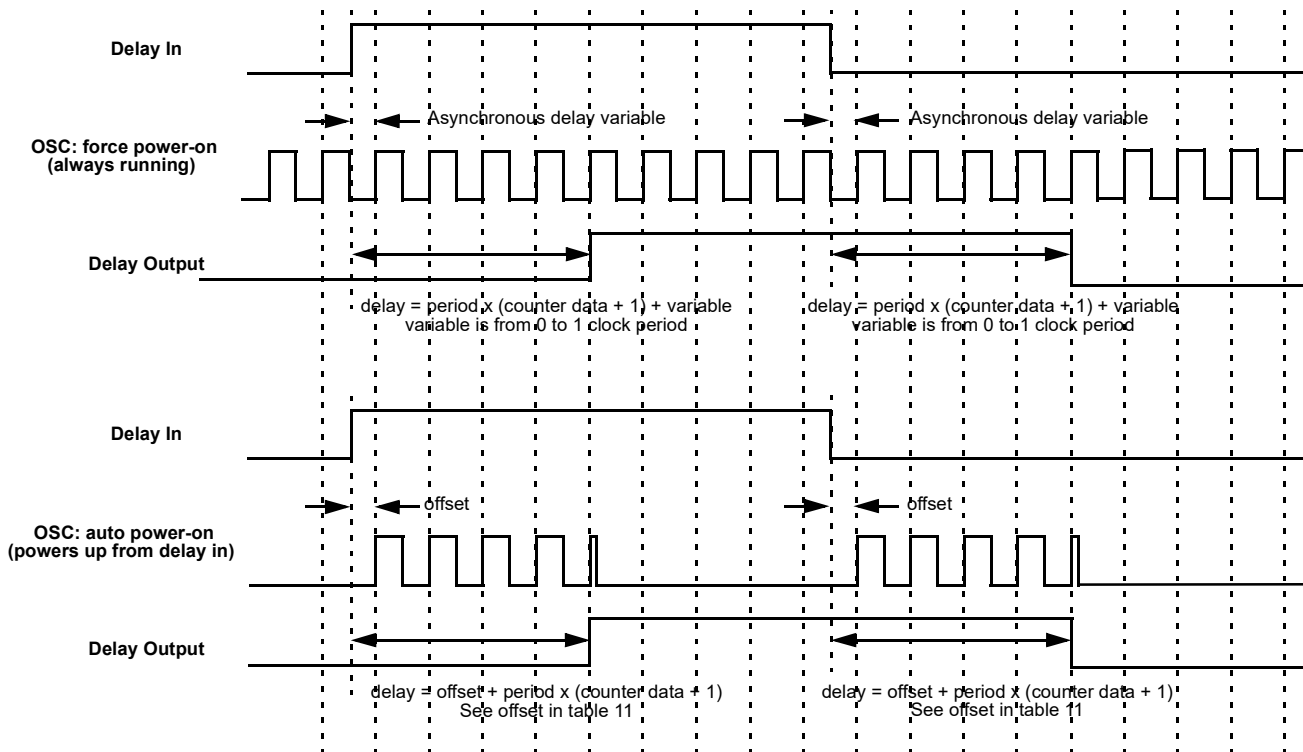 Delay In
Asynchronous delay variable
Asynchronous delay variable
OSC: force power-on
(always running)
Delay Output
delay = period x (counter data + 1) + variable
variable is from 0 to 1 clock period
delay = period x (counter data + 1) + variable
variable is from 0 to 1 clock period
Delay In
offset
offset
OSC: auto power-on
(powers up from delay in)
Delay Output
delay = offset + period x (counter data + 1)
See offset in table 11
delay = offset + period x (counter data + 1)
See offset in table 11